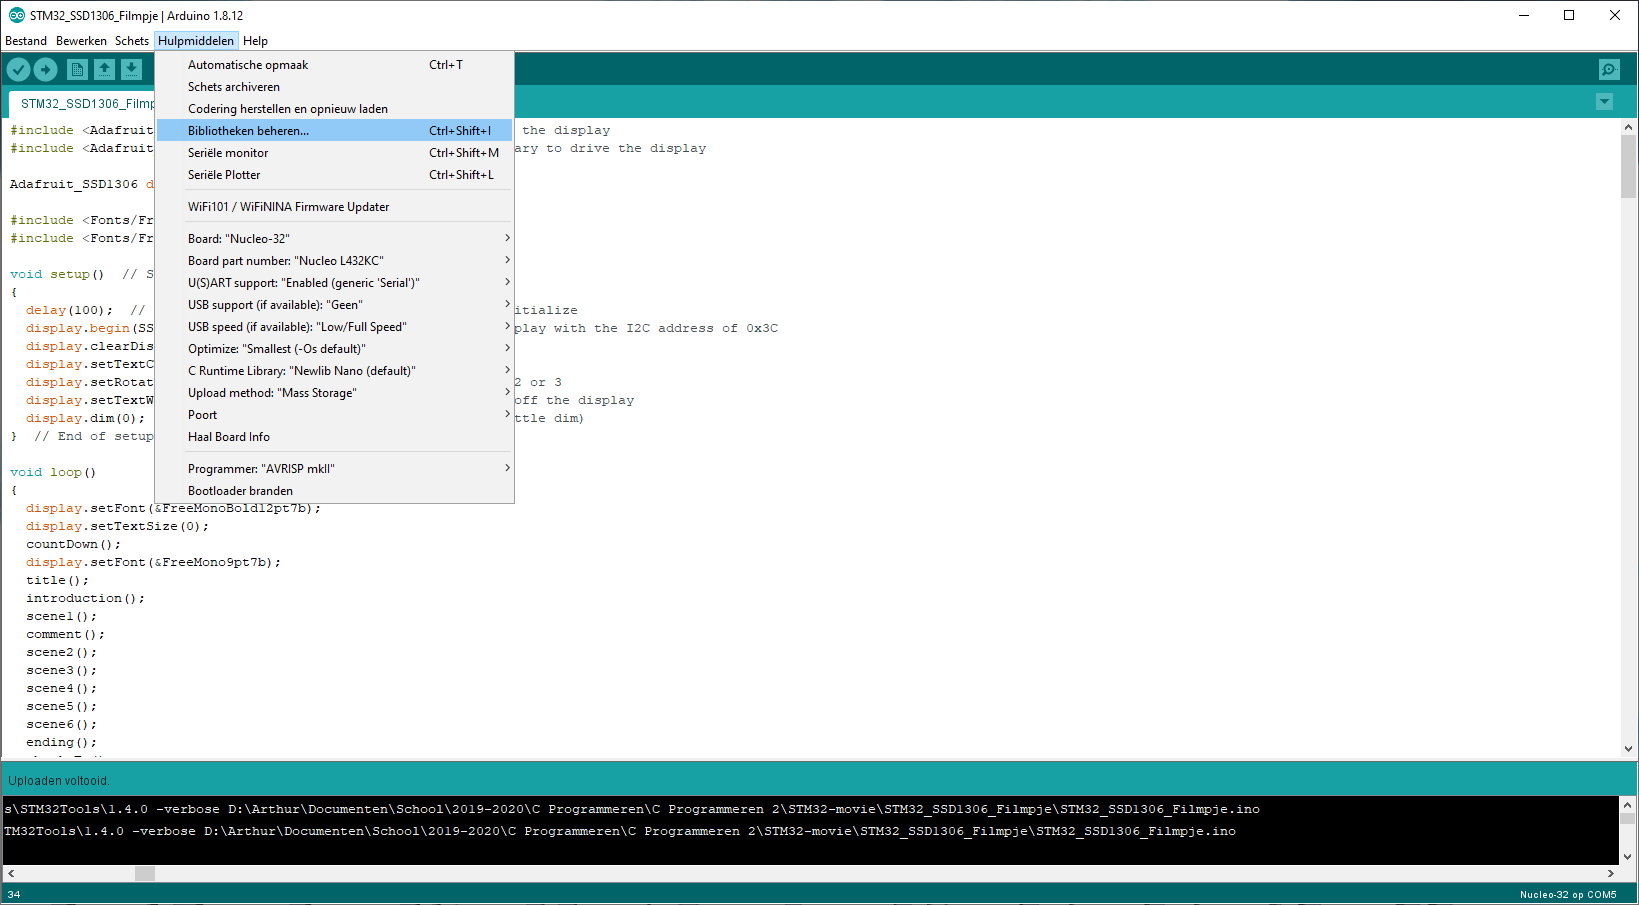 STM32_SSD1306_Filmpje | Arduino 1.8.12
Bestand Bewerken Schets Hulpmiddelen Help
Automatische opmaak Ctrl+T
Schets archiveren
Codering herstellen en opnieuw laden
Bibliotheken beheren... Ctrl+Shift+I
Seriële monitor Ctrl+Shift+M
Seriële Plotter Ctrl+Shift+L
WiFi101 / WiFiNINA Firmware Updater
Board: "Nucleo-32"
Board part number: "Nucleo L432KC"
U(S)ART support: "Enabled (generic 'Serial')"
USB support (if available): "Geen"
USB speed (if available): "Low/Full Speed"
Optimize: "Smallest (-Os default)"
C Runtime Library: "Newlib Nano (default)"
Upload method: "Mass Storage"
Poort
Haal Board Info
Programmer: "AVRISP mkII"
Bootloader branden
STM32_SSD1306_Filmp
#include <Adafruit the display
#include <Adafruit ary to drive the display
Adafruit_SSD1306 d
#include <Fonts/Fr
#include <Fonts/Fr
void setup() // S
{
delay(100); // itialize
display.begin(SS play with the I2C address of 0x3C
display.clearDis
display.setTextC
display.setRotat 2 or 3
display.setTextW off the display
display.dim(0); ttle dim)
} // End of setup
void loop()
{
display.setFont(&FreeMonoBold12pt7b);
display.setTextSize(0);
countDown();
display.setFont(&FreeMono9pt7b);
title();
introduction();
scene1();
comment();
scene2();
scene3();
scene4();
scene5();
scene6();
ending();
Uploaden voltooid.
s\STM32Tools\1.4.0 -verbose D:\Arthur\Documenten\School\2019-2020\C Programmeren\C Programmeren 2\STM32-movie\STM32_SSD1306_Filmpje\STM32_SSD1306_Filmpje.ino
TM32Tools\1.4.0 -verbose D:\Arthur\Documenten\School\2019-2020\C Programmeren\C Programmeren 2\STM32-movie\STM32_SSD1306_Filmpje\STM32_SSD1306_Filmpje.ino
34 Nucleo-32 op COM5